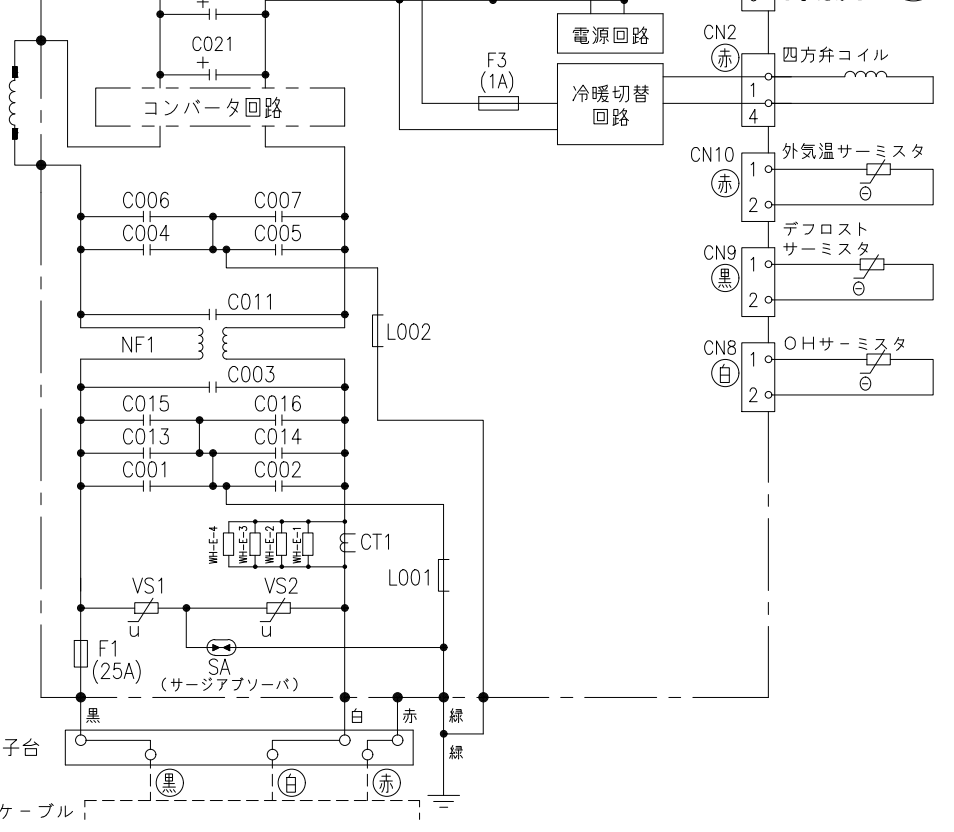 +
C021
+
コンバータ回路
電源回路
F3
(1A)
冷暖切替
回路
CN2
赤
1
4
四方弁コイル
CN10
赤
1
2
外気温サーミスタ
⊖
CN9
黒
1
2
デフロスト
サーミスタ
⊖
CN8
白
1
2
OHサーミスタ
⊖
C006
C007
C004
C005
C011
L002
NF1
C003
C015
C016
C013
C014
C001
C002
WH-E-4
WH-E-3
WH-E-2
WH-E-1
CT1
L001
VS1
VS2
u
u
F1
(25A)
SA
(サージアブソーバ)
黒
白
赤
緑
緑
子台
黒
白
赤
ケーブル